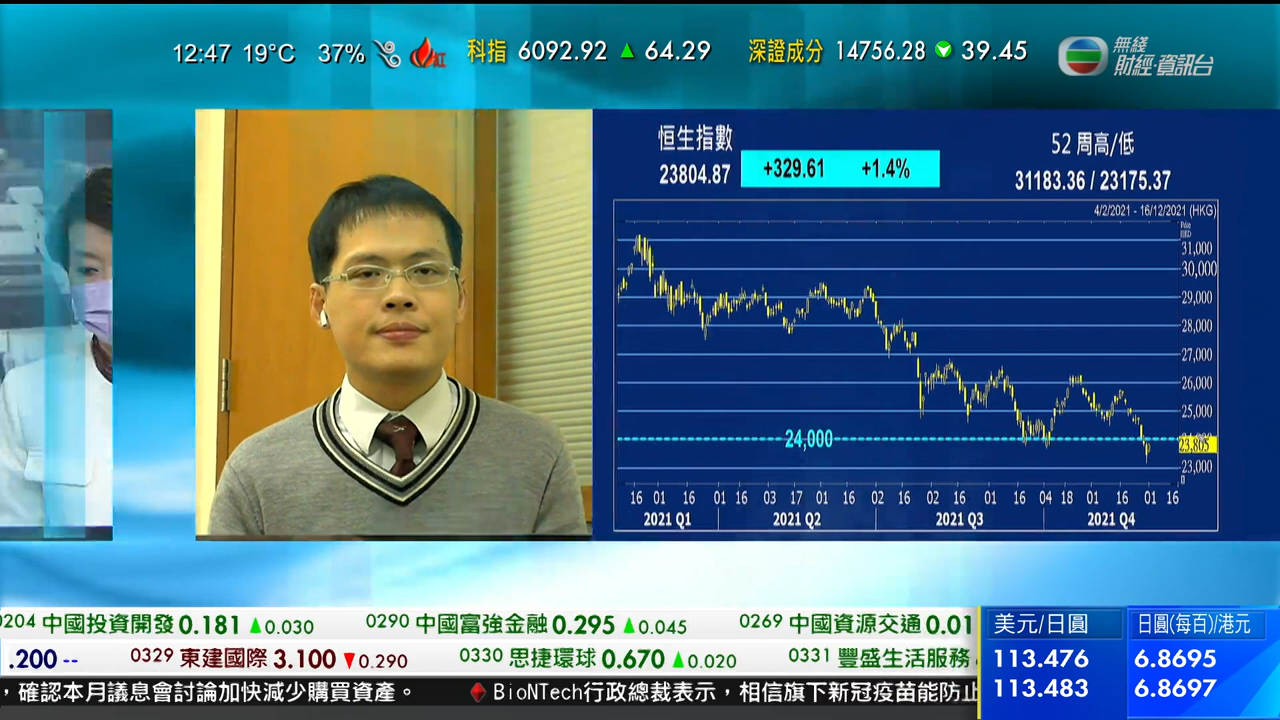 12:47 19°C 37% 紅 科指 6092.92 64.29 深證成分 14756.28 39.45
無綫
財經·資訊台
恒生指數
23804.87
+329.61 +1.4%
52 周高/低
31183.36 / 23175.37
4/2/2021 - 16/12/2021 (HKG)
Price
HKD
31,000
30,000
29,000
28,000
27,000
26,000
25,000
24,000
23,805
23,000
16 01 16 01 16 03 17 01 16 02 16 02 16 01 16 04 18 01 16 01 16
2021 Q1 2021 Q2 2021 Q3 2021 Q4
0204 中國投資開發 0.181 0.030 0290 中國富強金融 0.295 0.045 0269 中國資源交通 0.01
.200 -- 0329 東建國際 3.100 0.290 0330 思捷環球 0.670 0.020 0331 豐盛生活服務
，確認本月議息會討論加快減少購買資產。 BioNTech行政總裁表示，相信旗下新冠疫苗能防止
美元/日圓
113.476
113.483
日圓(每百)/港元
6.8695
6.8697